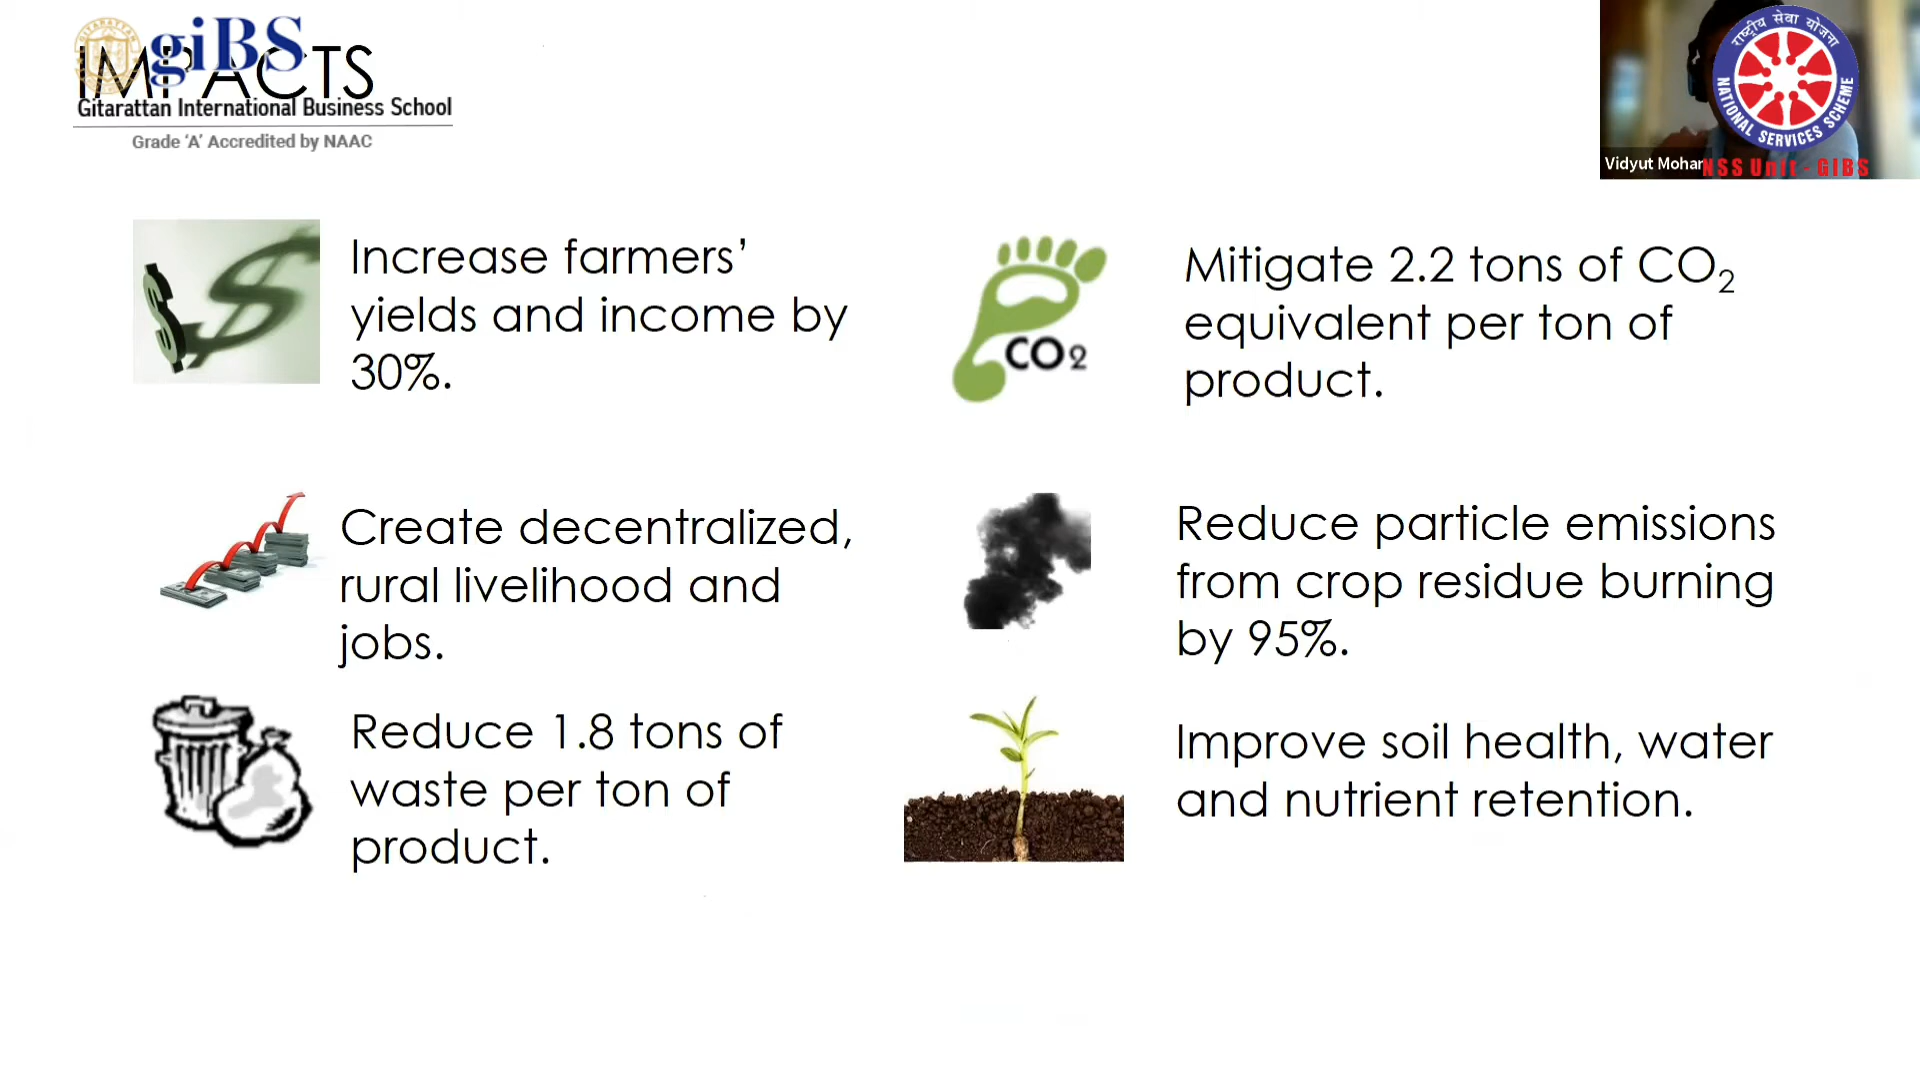 IMPACTS
giBS
Gitarattan International Business School
Grade ‘A’ Accredited by NAAC
राष्ट्रीय सेवा योजना
NATIONAL SERVICES SCHEME
Vidyut Mohan
NSS Unit - GIBS
Increase farmers’
yields and income by
30%.
CO2
Mitigate 2.2 tons of CO₂
equivalent per ton of
product.
Create decentralized,
rural livelihood and
jobs.
Reduce particle emissions
from crop residue burning
by 95%.
Reduce 1.8 tons of
waste per ton of
product.
Improve soil health, water
and nutrient retention.